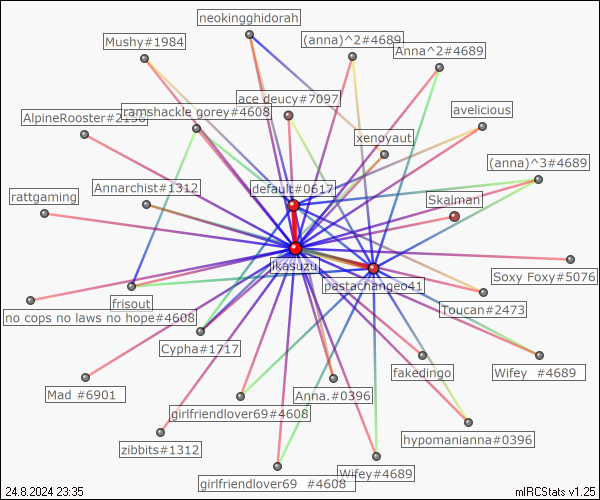 neokingghidorah
Mushy#1984
(anna)^2#4689
Anna^2#4689
ace deucy#7097
ramshackle gorey#4608
avelicious
xenoyaut
(anna)^3#4689
Annarchist#1312
default#0617
rattgaming
Skalman
ikasuzu
pastachangeo41
Soxy Foxy#5076
frisout
Toucan#2473
no cops no laws no hope#4608
Cypha#1717
fakedingo
Wifey #4689
Mad #6901
Anna.#0396
girlfriendlover69#4608
hypomanianna#0396
zibbits#1312
Wifey#4689
girlfriendlover69 #4608
24.8.2024 23:35
mIRCStats v1.25